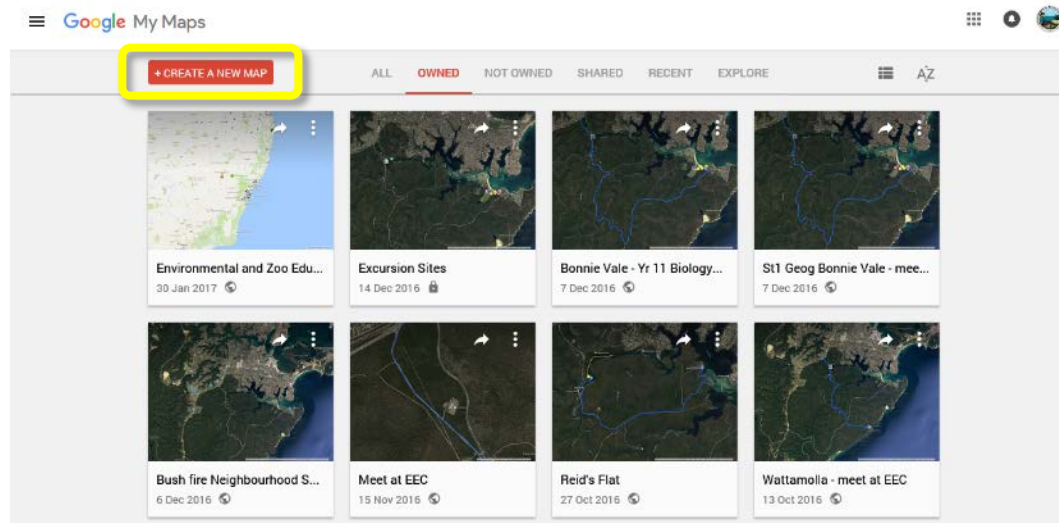 Google My Maps
+ CREATE A NEW MAP
ALL OWNED NOT OWNED SHARED RECENT EXPLORE
AZ
Environmental and Zoo Edu...
30 Jan 2017
Excursion Sites
14 Dec 2016
Bonnie Vale - Yr 11 Biology...
7 Dec 2016
St1 Geog Bonnie Vale - mee...
7 Dec 2016
Bush fire Neighbourhood S...
6 Dec 2016
Meet at EEC
15 Nov 2016
Reid's Flat
27 Oct 2016
Wattamolla - meet at EEC
13 Oct 2016